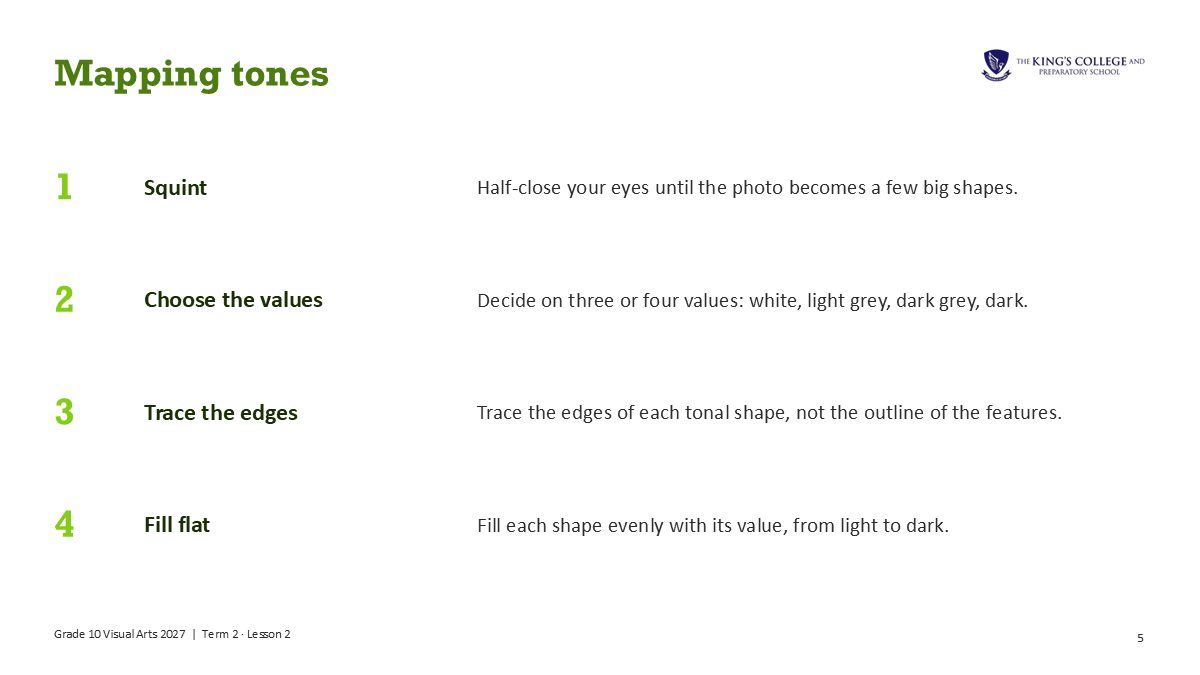 Mapping tones
THE KING'S COLLEGE AND
PREPARATORY SCHOOL
1
Squint
Half-close your eyes until the photo becomes a few big shapes.
2
Choose the values
Decide on three or four values: white, light grey, dark grey, dark.
3
Trace the edges
Trace the edges of each tonal shape, not the outline of the features.
4
Fill flat
Fill each shape evenly with its value, from light to dark.
Grade 10 Visual Arts 2027 | Term 2 · Lesson 2
5